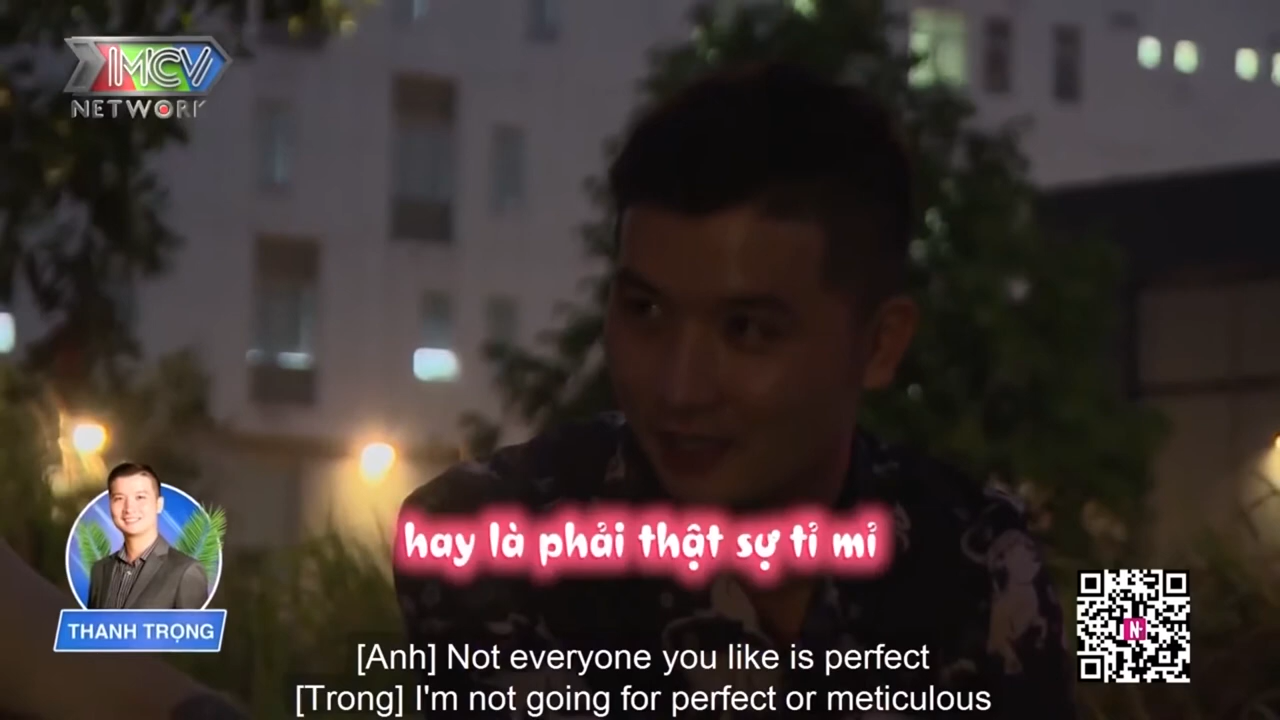 MCV
NETWORK
hay là phải thật sự tỉ mỉ
THANH TRỌNG
N+
[Anh] Not everyone you like is perfect
[Trong] I'm not going for perfect or meticulous